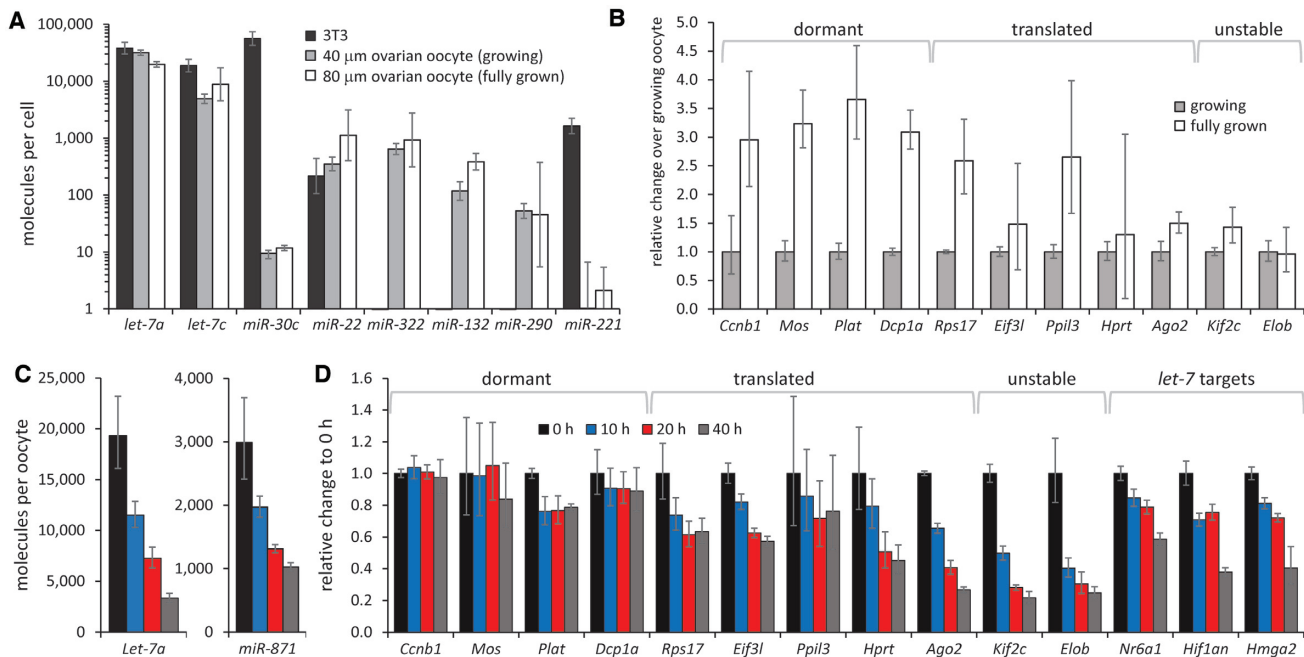 A
molecules per cell
100,000
10,000
1,000
100
10
1
3T3
40 μm ovarian oocyte (growing)
80 μm ovarian oocyte (fully grown)
let-7a let-7c miR-30c miR-22 miR-322 miR-132 miR-290 miR-221
B
dormant translated unstable
relative change over growing oocyte
5.0
4.5
4.0
3.5
3.0
2.5
2.0
1.5
1.0
0.5
0.0
growing
fully grown
Ccnb1 Mos Plat Dcp1a Rps17 Eif3l Ppil3 Hprt Ago2 Kif2c Elob
C
molecules per oocyte
25,000
20,000
15,000
10,000
5,000
0
Let-7a
4,000
3,000
2,000
1,000
0
miR-871
D
dormant translated unstable let-7 targets
relative change to 0 h
1.6
1.4
1.2
1.0
0.8
0.6
0.4
0.2
0.0
0 h 10 h 20 h 40 h
Ccnb1 Mos Plat Dcp1a Rps17 Eif3l Ppil3 Hprt Ago2 Kif2c Elob Nr6a1 Hif1an Hmga2